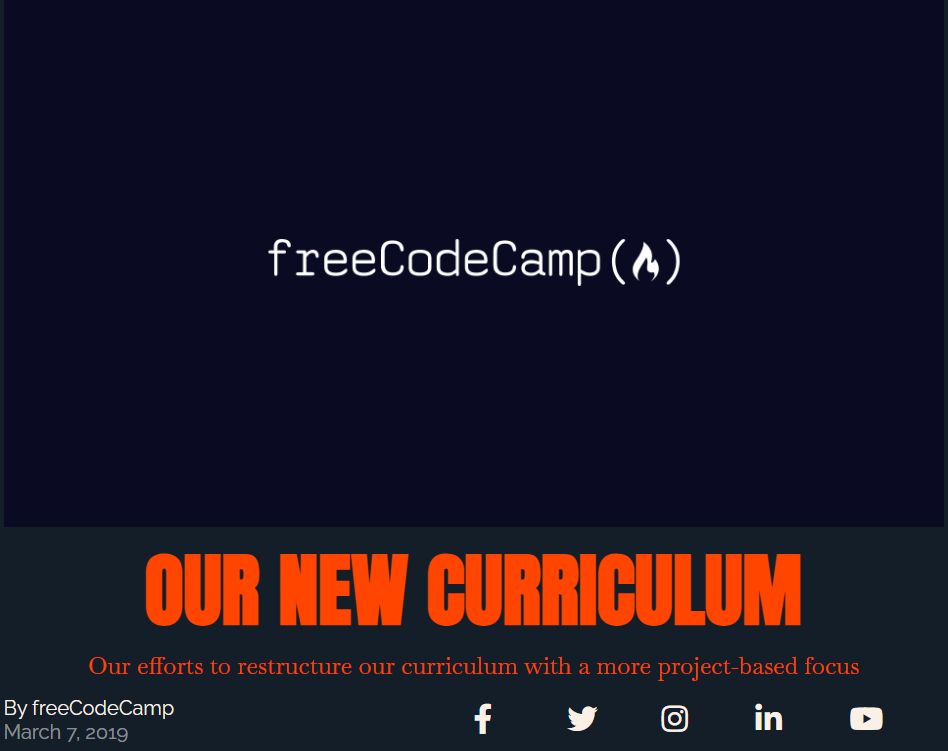 freeCodeCamp()
OUR NEW CURRICULUM
Our efforts to restructure our curriculum with a more project-based focus
By freeCodeCamp
March 7, 2019